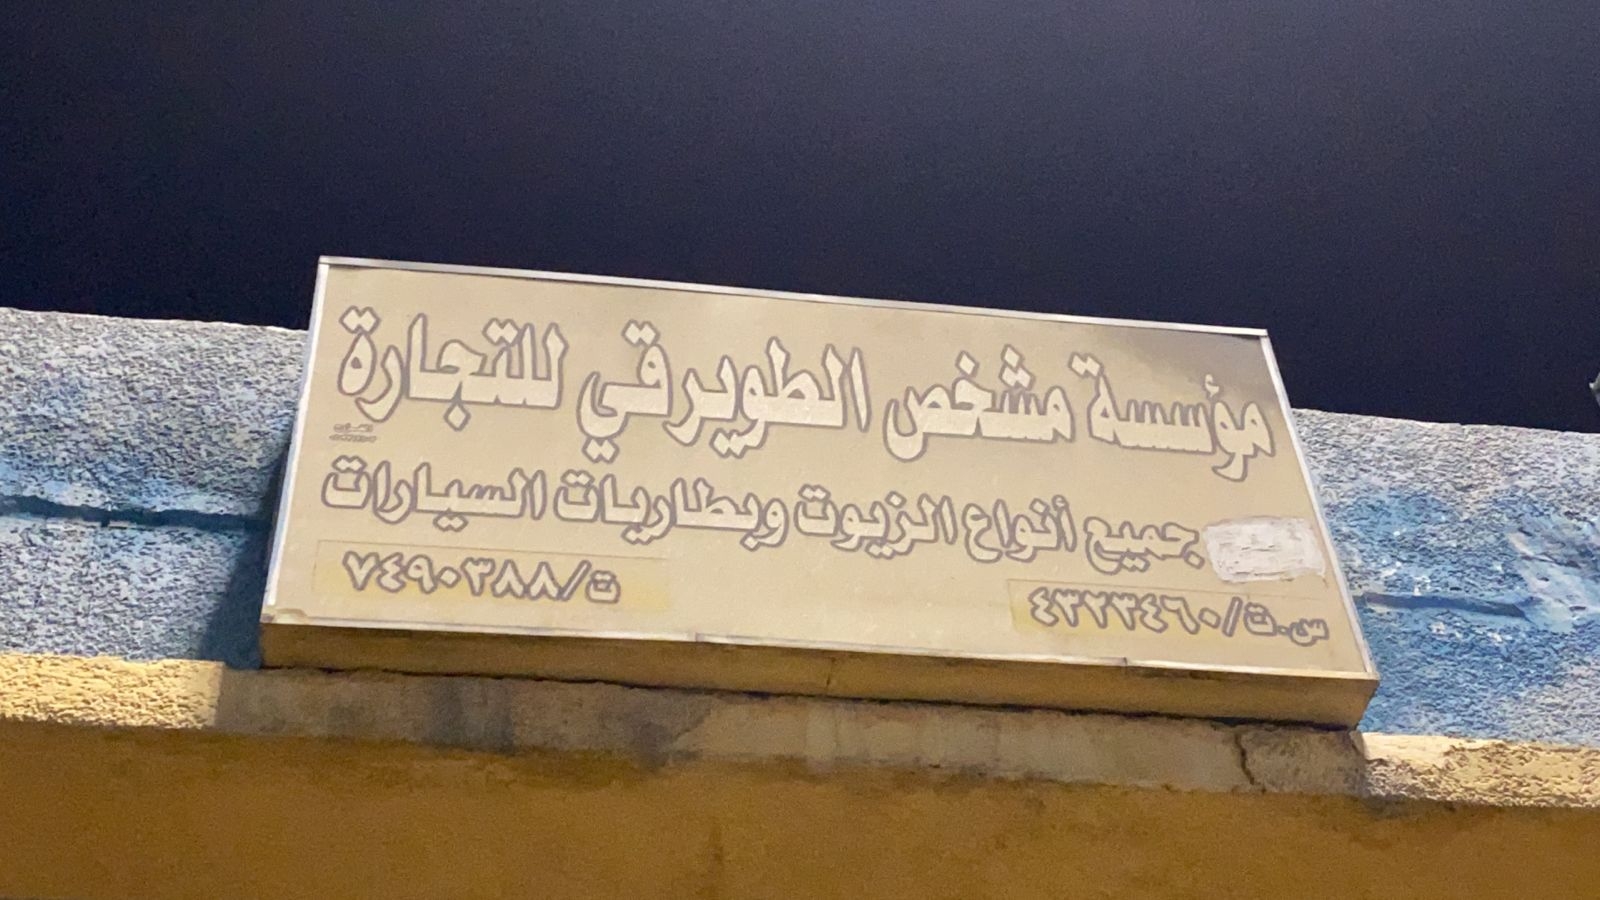 مؤسسة مشخص الطويرقي للتجارة
جميع أنواع الزيوت وبطاريات السيارات
س.ت/٤٣٢٣٤٦٠ ت/٧٤٩٠٣٨٨